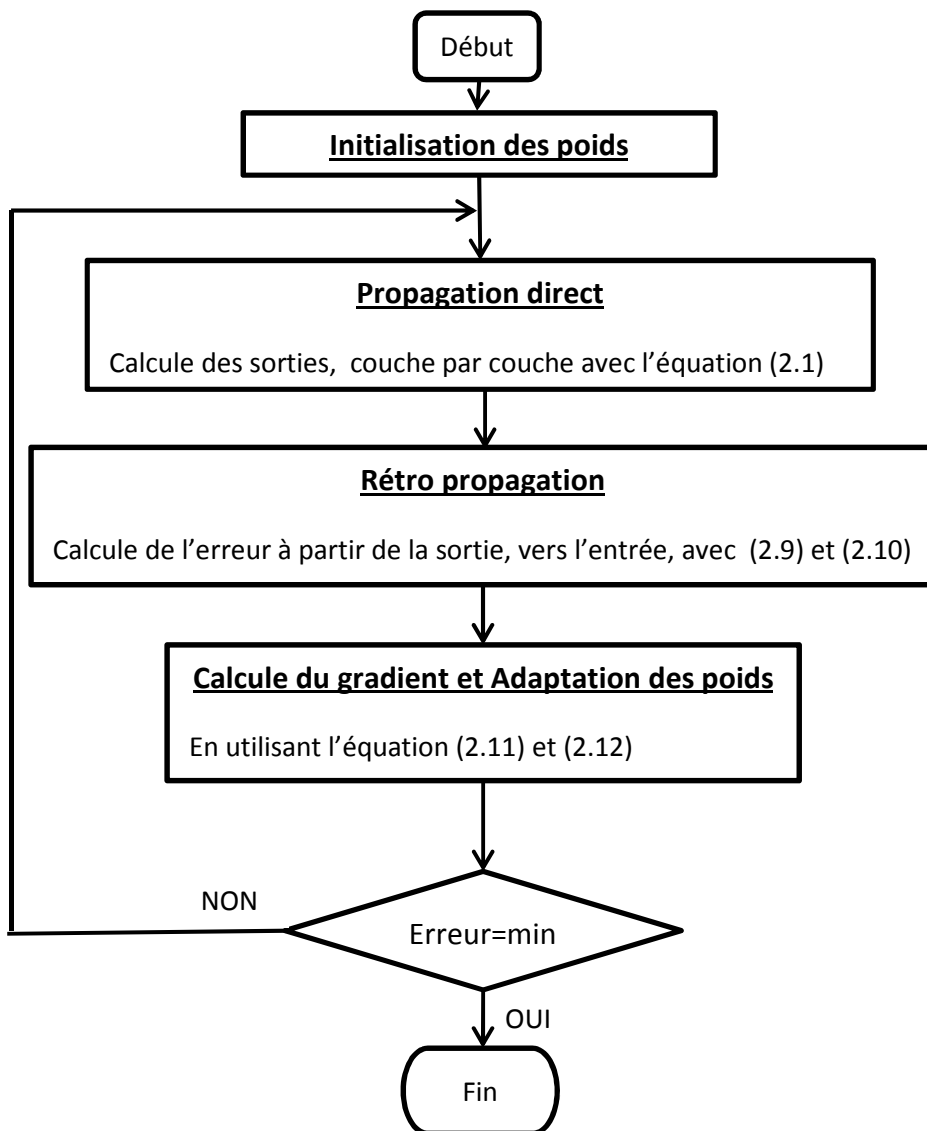 Début
Initialisation des poids
Propagation direct
Calcule des sorties, couche par couche avec l’équation (2.1)
Rétro propagation
Calcule de l’erreur à partir de la sortie, vers l’entrée, avec (2.9) et (2.10)
Calcule du gradient et Adaptation des poids
En utilisant l’équation (2.11) et (2.12)
NON
Erreur=min
OUI
Fin